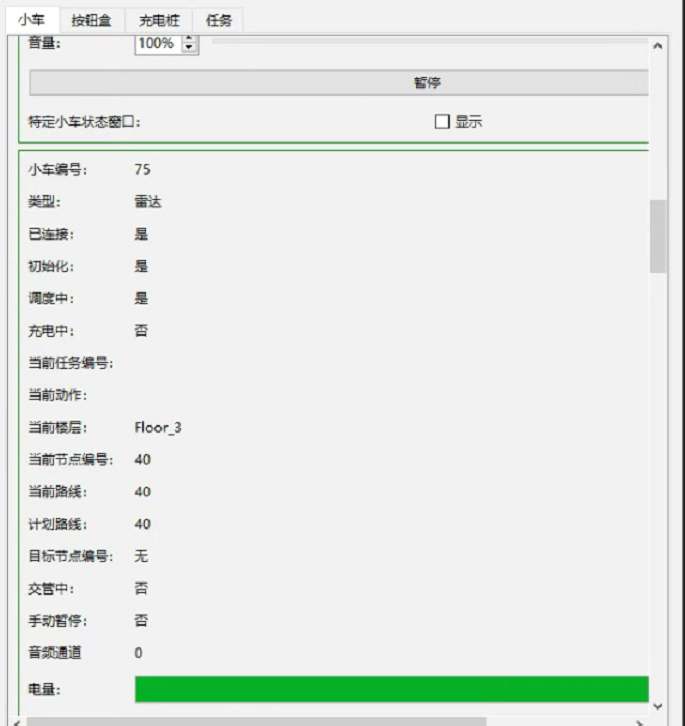 小车 按钮盒 充电桩 任务
音量: 100%
暂停
特定小车状态窗口: 显示
小车编号: 75
类型: 雷达
已连接: 是
初始化: 是
调度中: 是
充电中: 否
当前任务编号:
当前动作:
当前楼层: Floor_3
当前节点编号: 40
当前路线: 40
计划路线: 40
目标节点编号: 无
交管中: 否
手动暂停: 否
音频通道 0
电量: